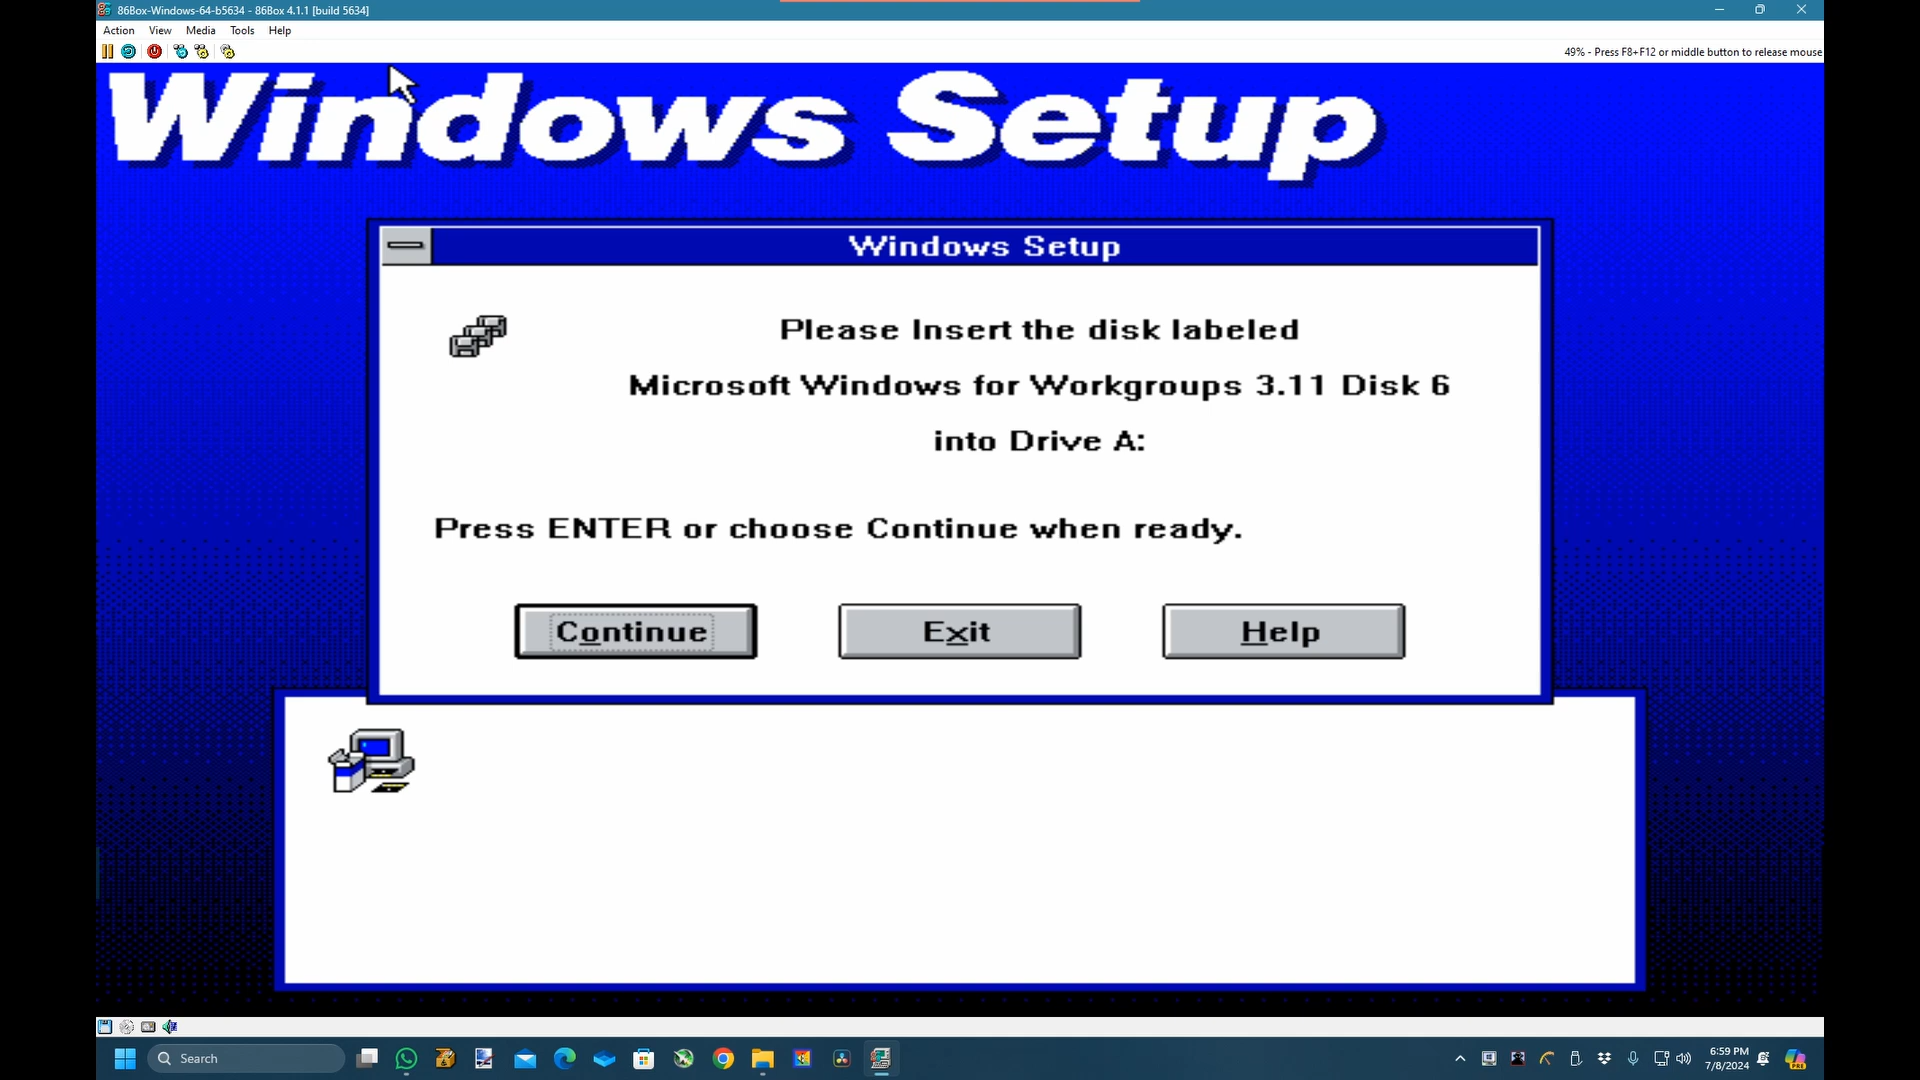 86Box-Windows-64-b5634 - 86Box 4.1.1 [build 5634]
Action View Media Tools Help
49% - Press F8+F12 or middle button to release mouse
Windows Setup
Windows Setup
Please Insert the disk labeled
Microsoft Windows for Workgroups 3.11 Disk 6
into Drive A:
Press ENTER or choose Continue when ready.
Continue Exit Help
Search
6:59 PM
7/8/2024
PRE